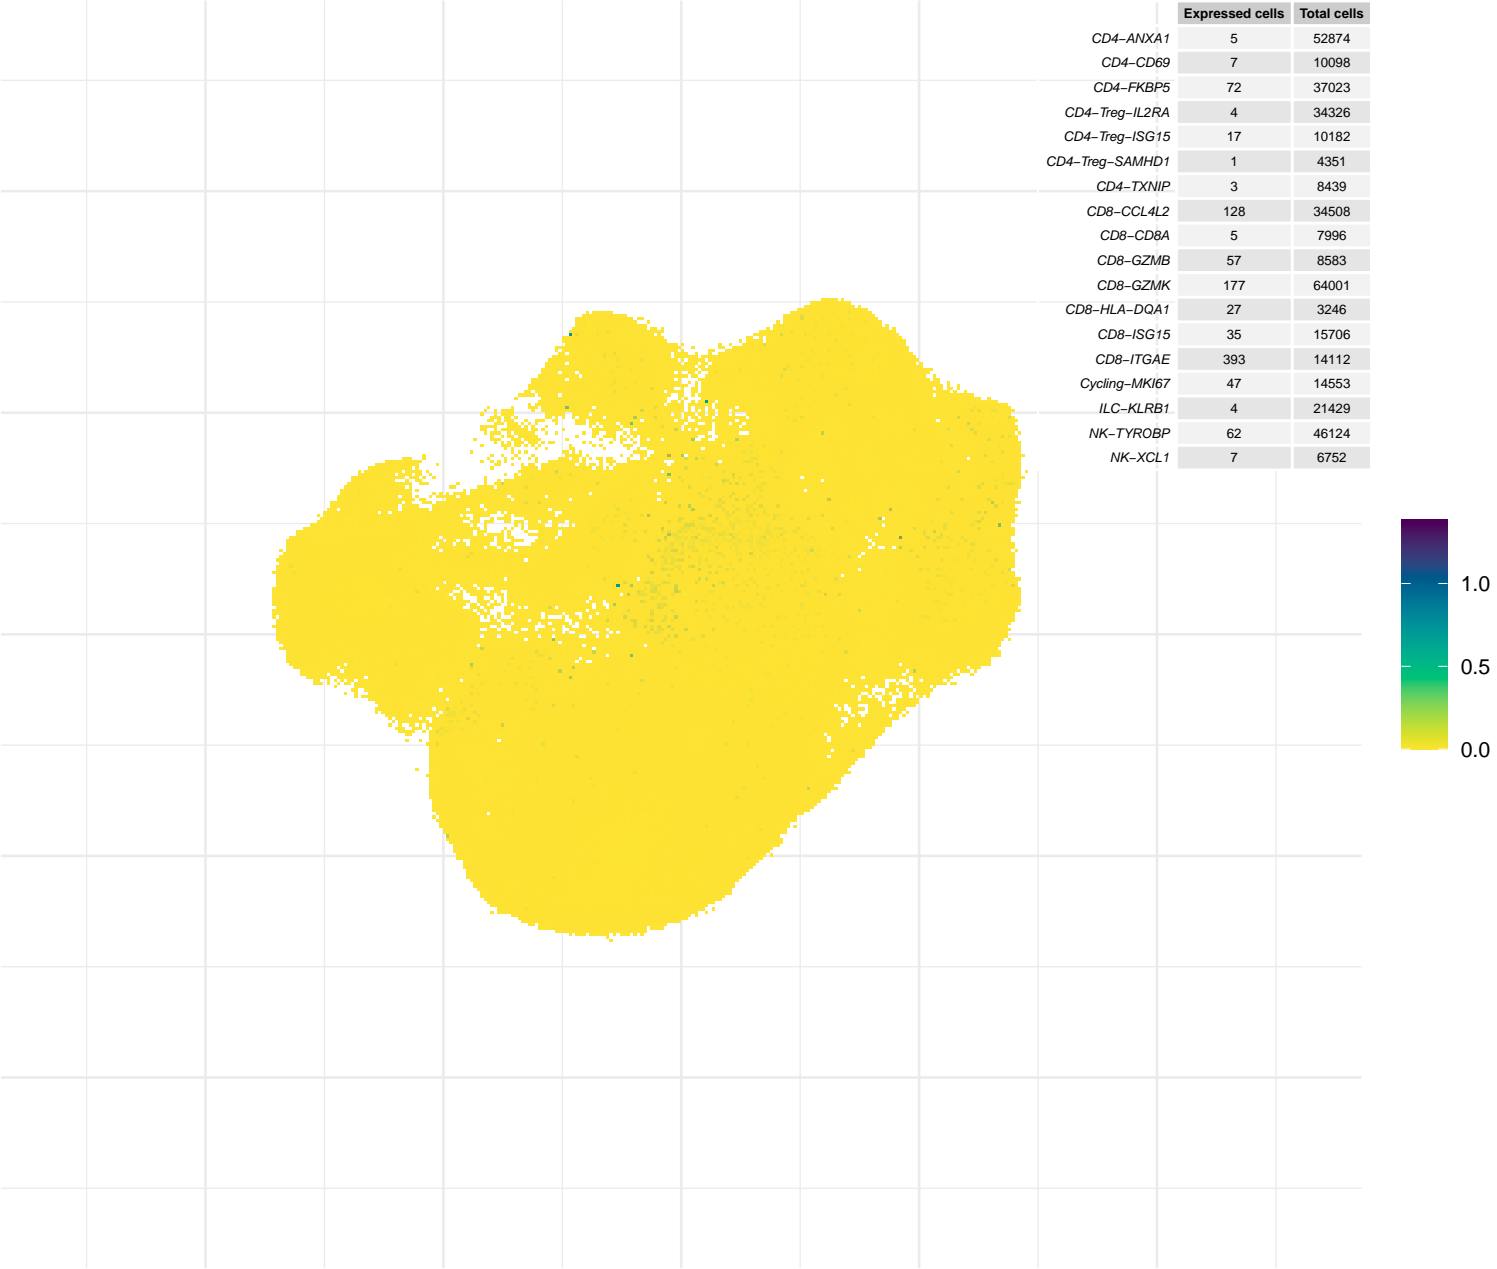 Expressed cells Total cells
CD4−ANXA1 5 52874
CD4−CD69 7 10098
CD4−FKBP5 72 37023
CD4−Treg−IL2RA 4 34326
CD4−Treg−ISG15 17 10182
CD4−Treg−SAMHD1 1 4351
CD4−TXNIP 3 8439
CD8−CCL4L2 128 34508
CD8−CD8A 5 7996
CD8−GZMB 57 8583
CD8−GZMK 177 64001
CD8−HLA−DQA1 27 3246
CD8−ISG15 35 15706
CD8−ITGAE 393 14112
Cycling−MKI67 47 14553
ILC−KLRB1 4 21429
NK−TYROBP 62 46124
NK−XCL1 7 6752
1.0
0.5
0.0